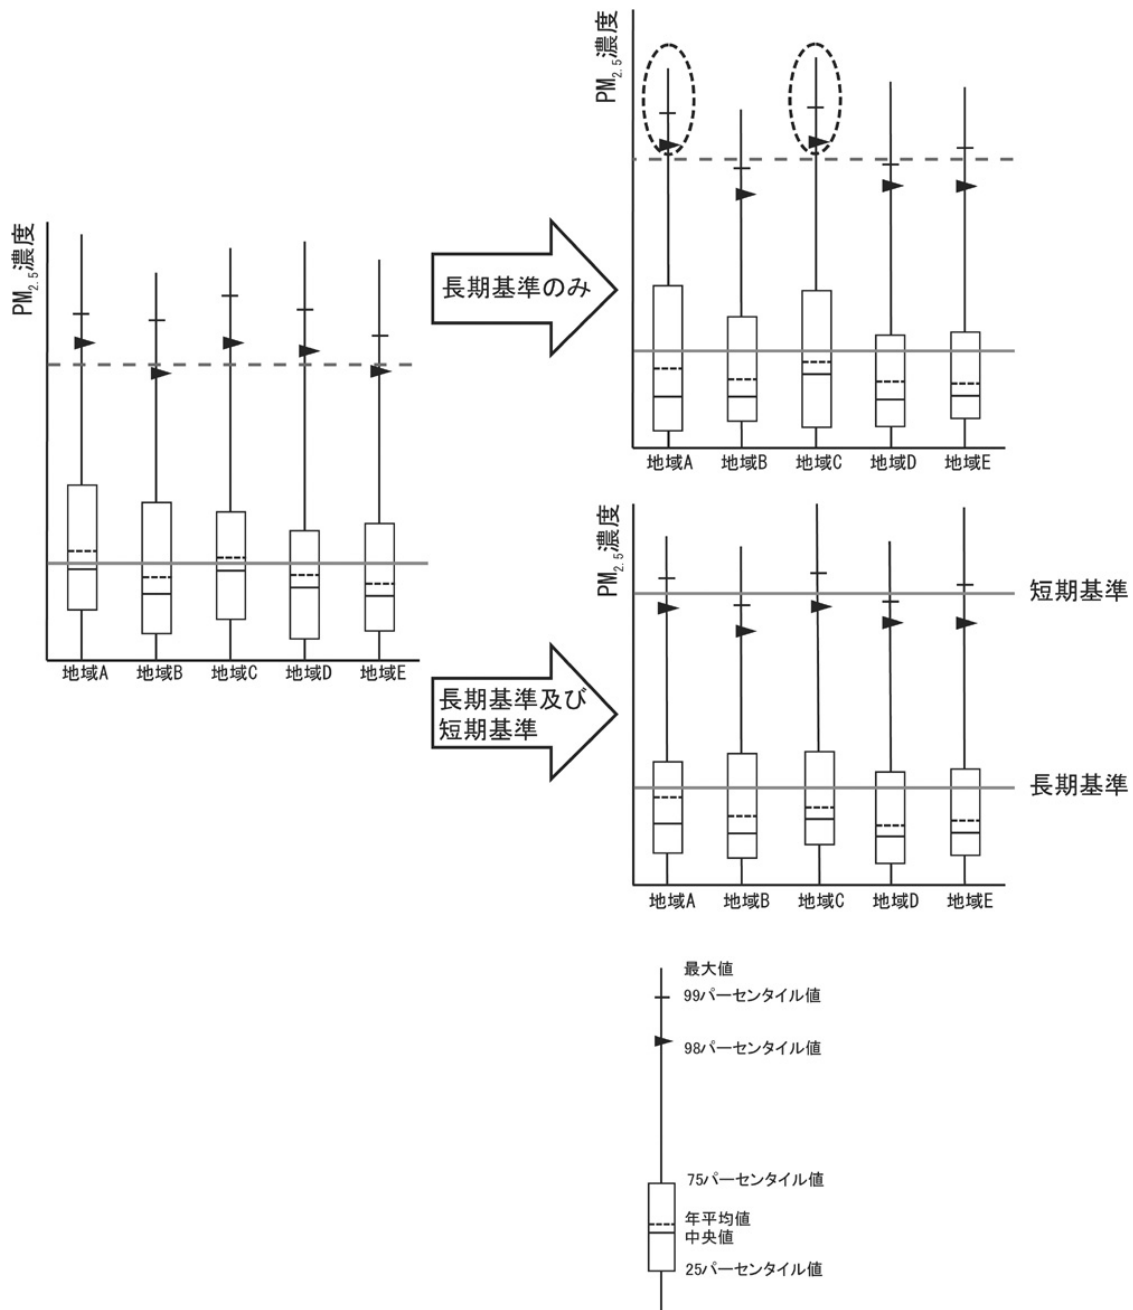 PM2.5濃度
地域A
地域B
地域C
地域D
地域E
長期基準のみ
PM2.5濃度
地域A
地域B
地域C
地域D
地域E
長期基準及び
短期基準
PM2.5濃度
短期基準
長期基準
地域A
地域B
地域C
地域D
地域E
最大値
99パーセンタイル値
98パーセンタイル値
75パーセンタイル値
年平均値
中央値
25パーセンタイル値